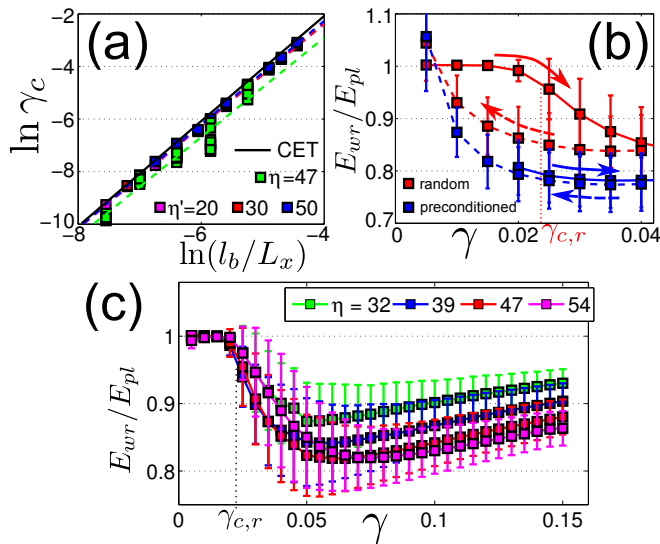 (a)
ln γc
−2
−4
−6
−8
−10
−8
−6
−4
ln(lb/Lx)
CET
η=47
η'=20
30
50
(b)
Ewr/Epl
1.1
1
0.9
0.8
0.7
0
0.02
0.04
γ
γc,r
random
preconditioned
(c)
η = 32
39
47
54
Ewr/Epl
1
0.9
0.8
0
0.05
0.1
0.15
γc,r
γ